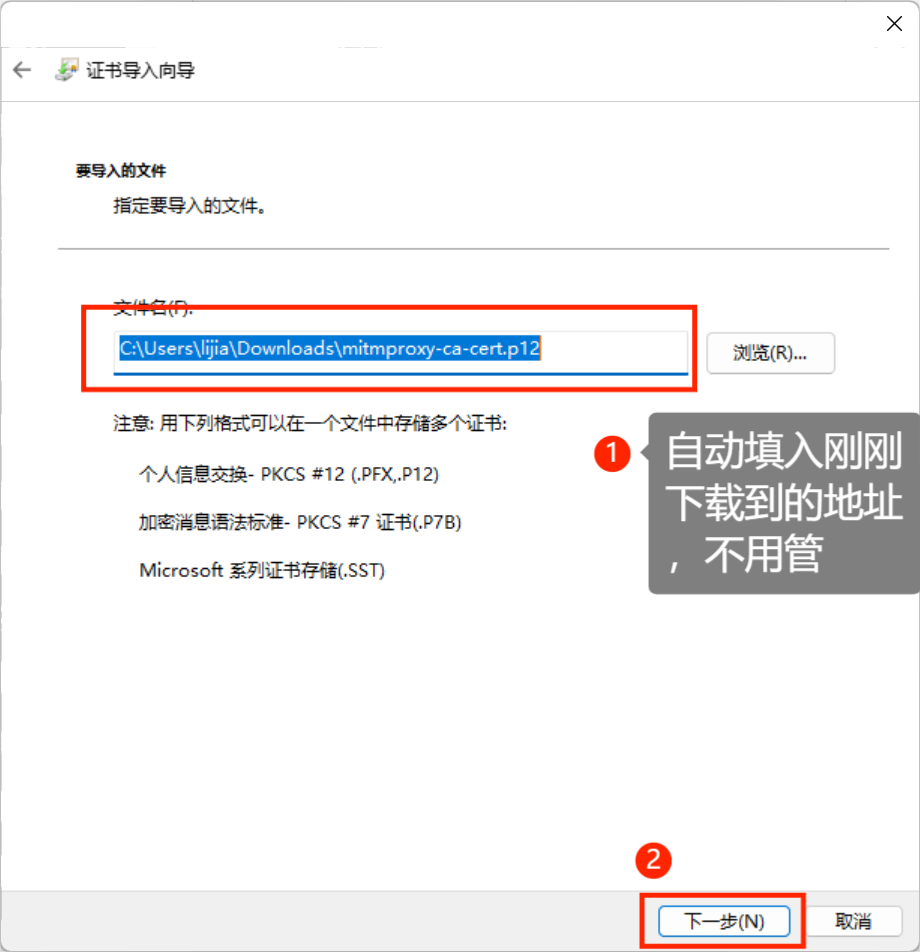 证书导入向导
要导入的文件
指定要导入的文件。
文件名(F):
C:\Users\lijia\Downloads\mitmproxy-ca-cert.p12
浏览(R)...
注意: 用下列格式可以在一个文件中存储多个证书:
个人信息交换- PKCS #12 (.PFX,.P12)
加密消息语法标准- PKCS #7 证书(.P7B)
Microsoft 系列证书存储(.SST)
1
自动填入刚刚
下载到的地址
，不用管
2
下一步(N)
取消